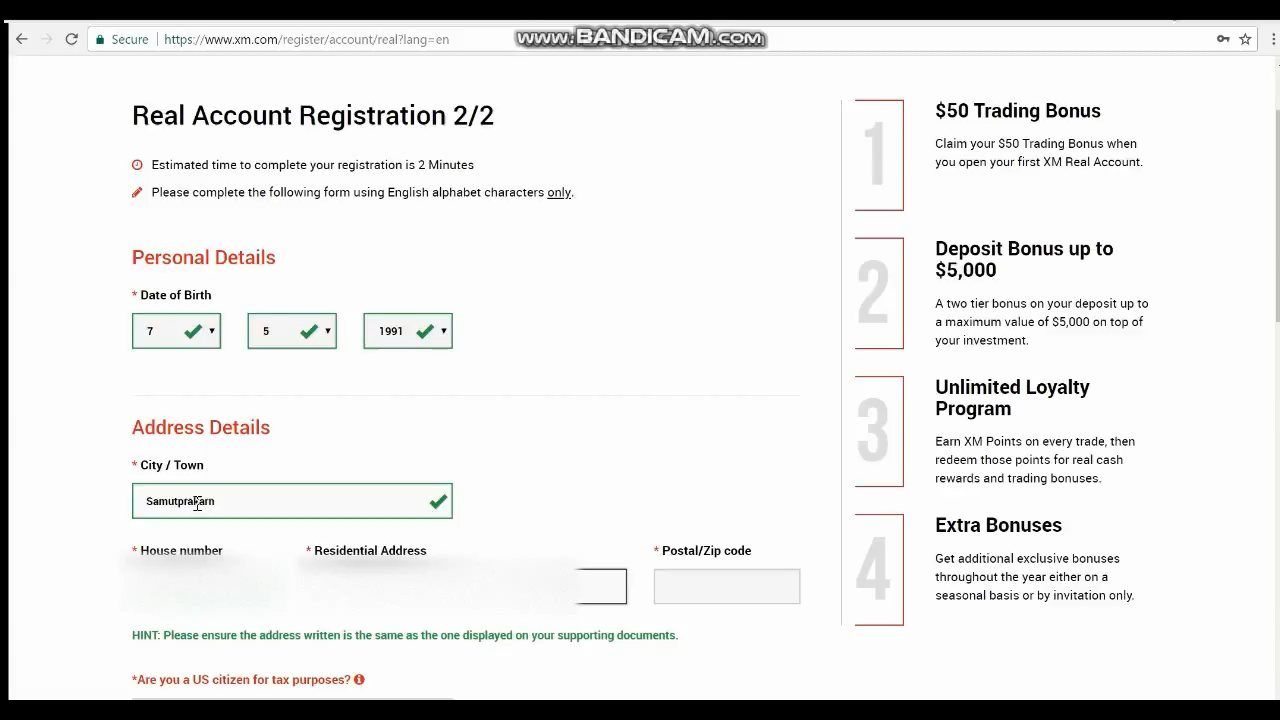 Secure https://www.xm.com/register/account/real?lang=en
www.BANDICAM.com
Real Account Registration 2/2
Estimated time to complete your registration is 2 Minutes
Please complete the following form using English alphabet characters only.
Personal Details
* Date of Birth
7 5 1991
Address Details
* City / Town
Samutprakarn
* House number * Residential Address * Postal/Zip code
HINT: Please ensure the address written is the same as the one displayed on your supporting documents.
*Are you a US citizen for tax purposes?
1
$50 Trading Bonus
Claim your $50 Trading Bonus when
you open your first XM Real Account.
2
Deposit Bonus up to
$5,000
A two tier bonus on your deposit up to
a maximum value of $5,000 on top of
your investment.
3
Unlimited Loyalty
Program
Earn XM Points on every trade, then
redeem those points for real cash
rewards and trading bonuses.
4
Extra Bonuses
Get additional exclusive bonuses
throughout the year either on a
seasonal basis or by invitation only.